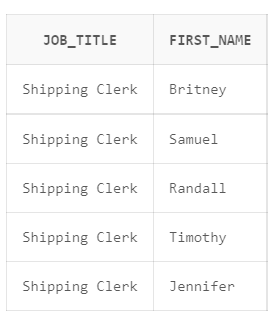 JOB_TITLE FIRST_NAME
Shipping Clerk Britney
Shipping Clerk Samuel
Shipping Clerk Randall
Shipping Clerk Timothy
Shipping Clerk Jennifer